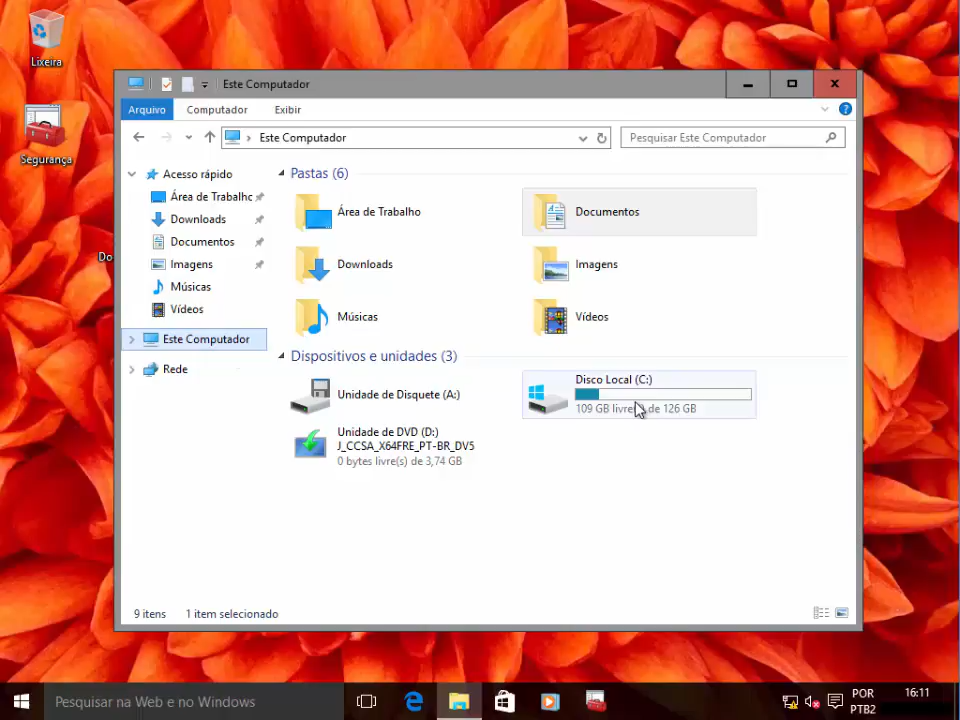 Lixeira
Segurança
Do
Este Computador
Arquivo
Computador
Exibir
Este Computador
Pesquisar Este Computador
Acesso rápido
Área de Trabalhc
Downloads
Documentos
Imagens
Músicas
Vídeos
Este Computador
Rede
Pastas (6)
Área de Trabalho
Documentos
Downloads
Imagens
Músicas
Vídeos
Dispositivos e unidades (3)
Unidade de Disquete (A:)
Disco Local (C:)
109 GB livre(s) de 126 GB
Unidade de DVD (D:)
J_CCSA_X64FRE_PT-BR_DV5
0 bytes livre(s) de 3,74 GB
9 itens
1 item selecionado
Pesquisar na Web e no Windows
POR
PTB2
16:11